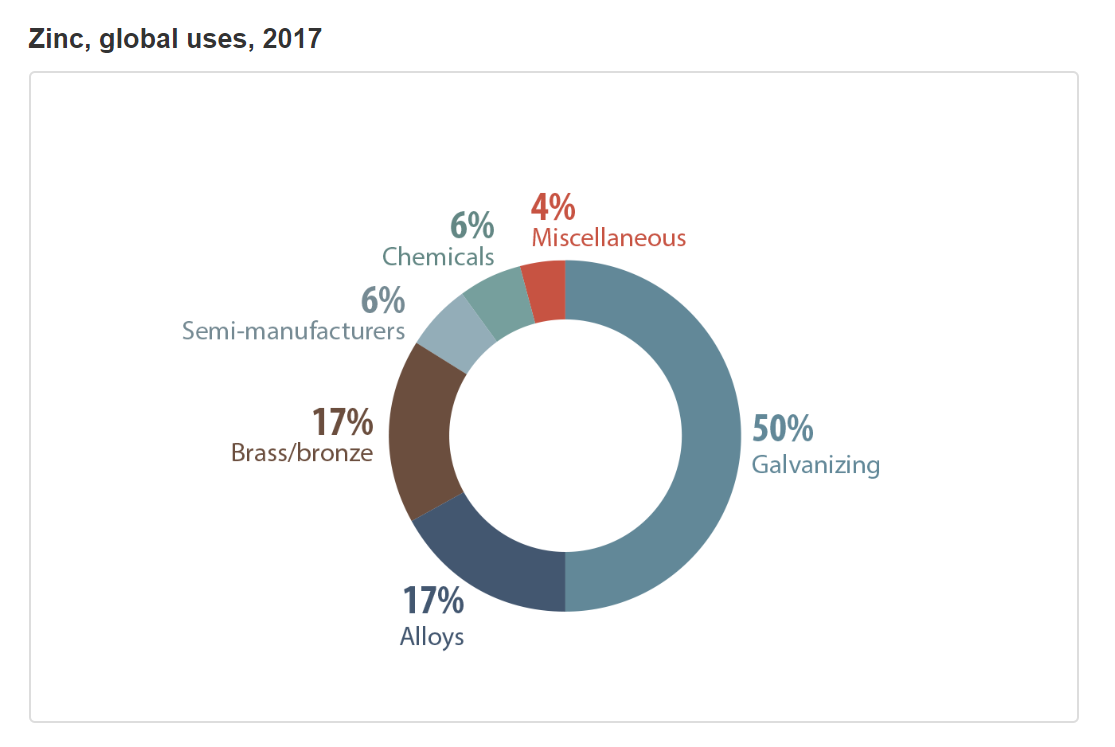 Zinc, global uses, 2017
4%
Miscellaneous
6%
Chemicals
6%
Semi-manufacturers
17%
Brass/bronze
50%
Galvanizing
17%
Alloys